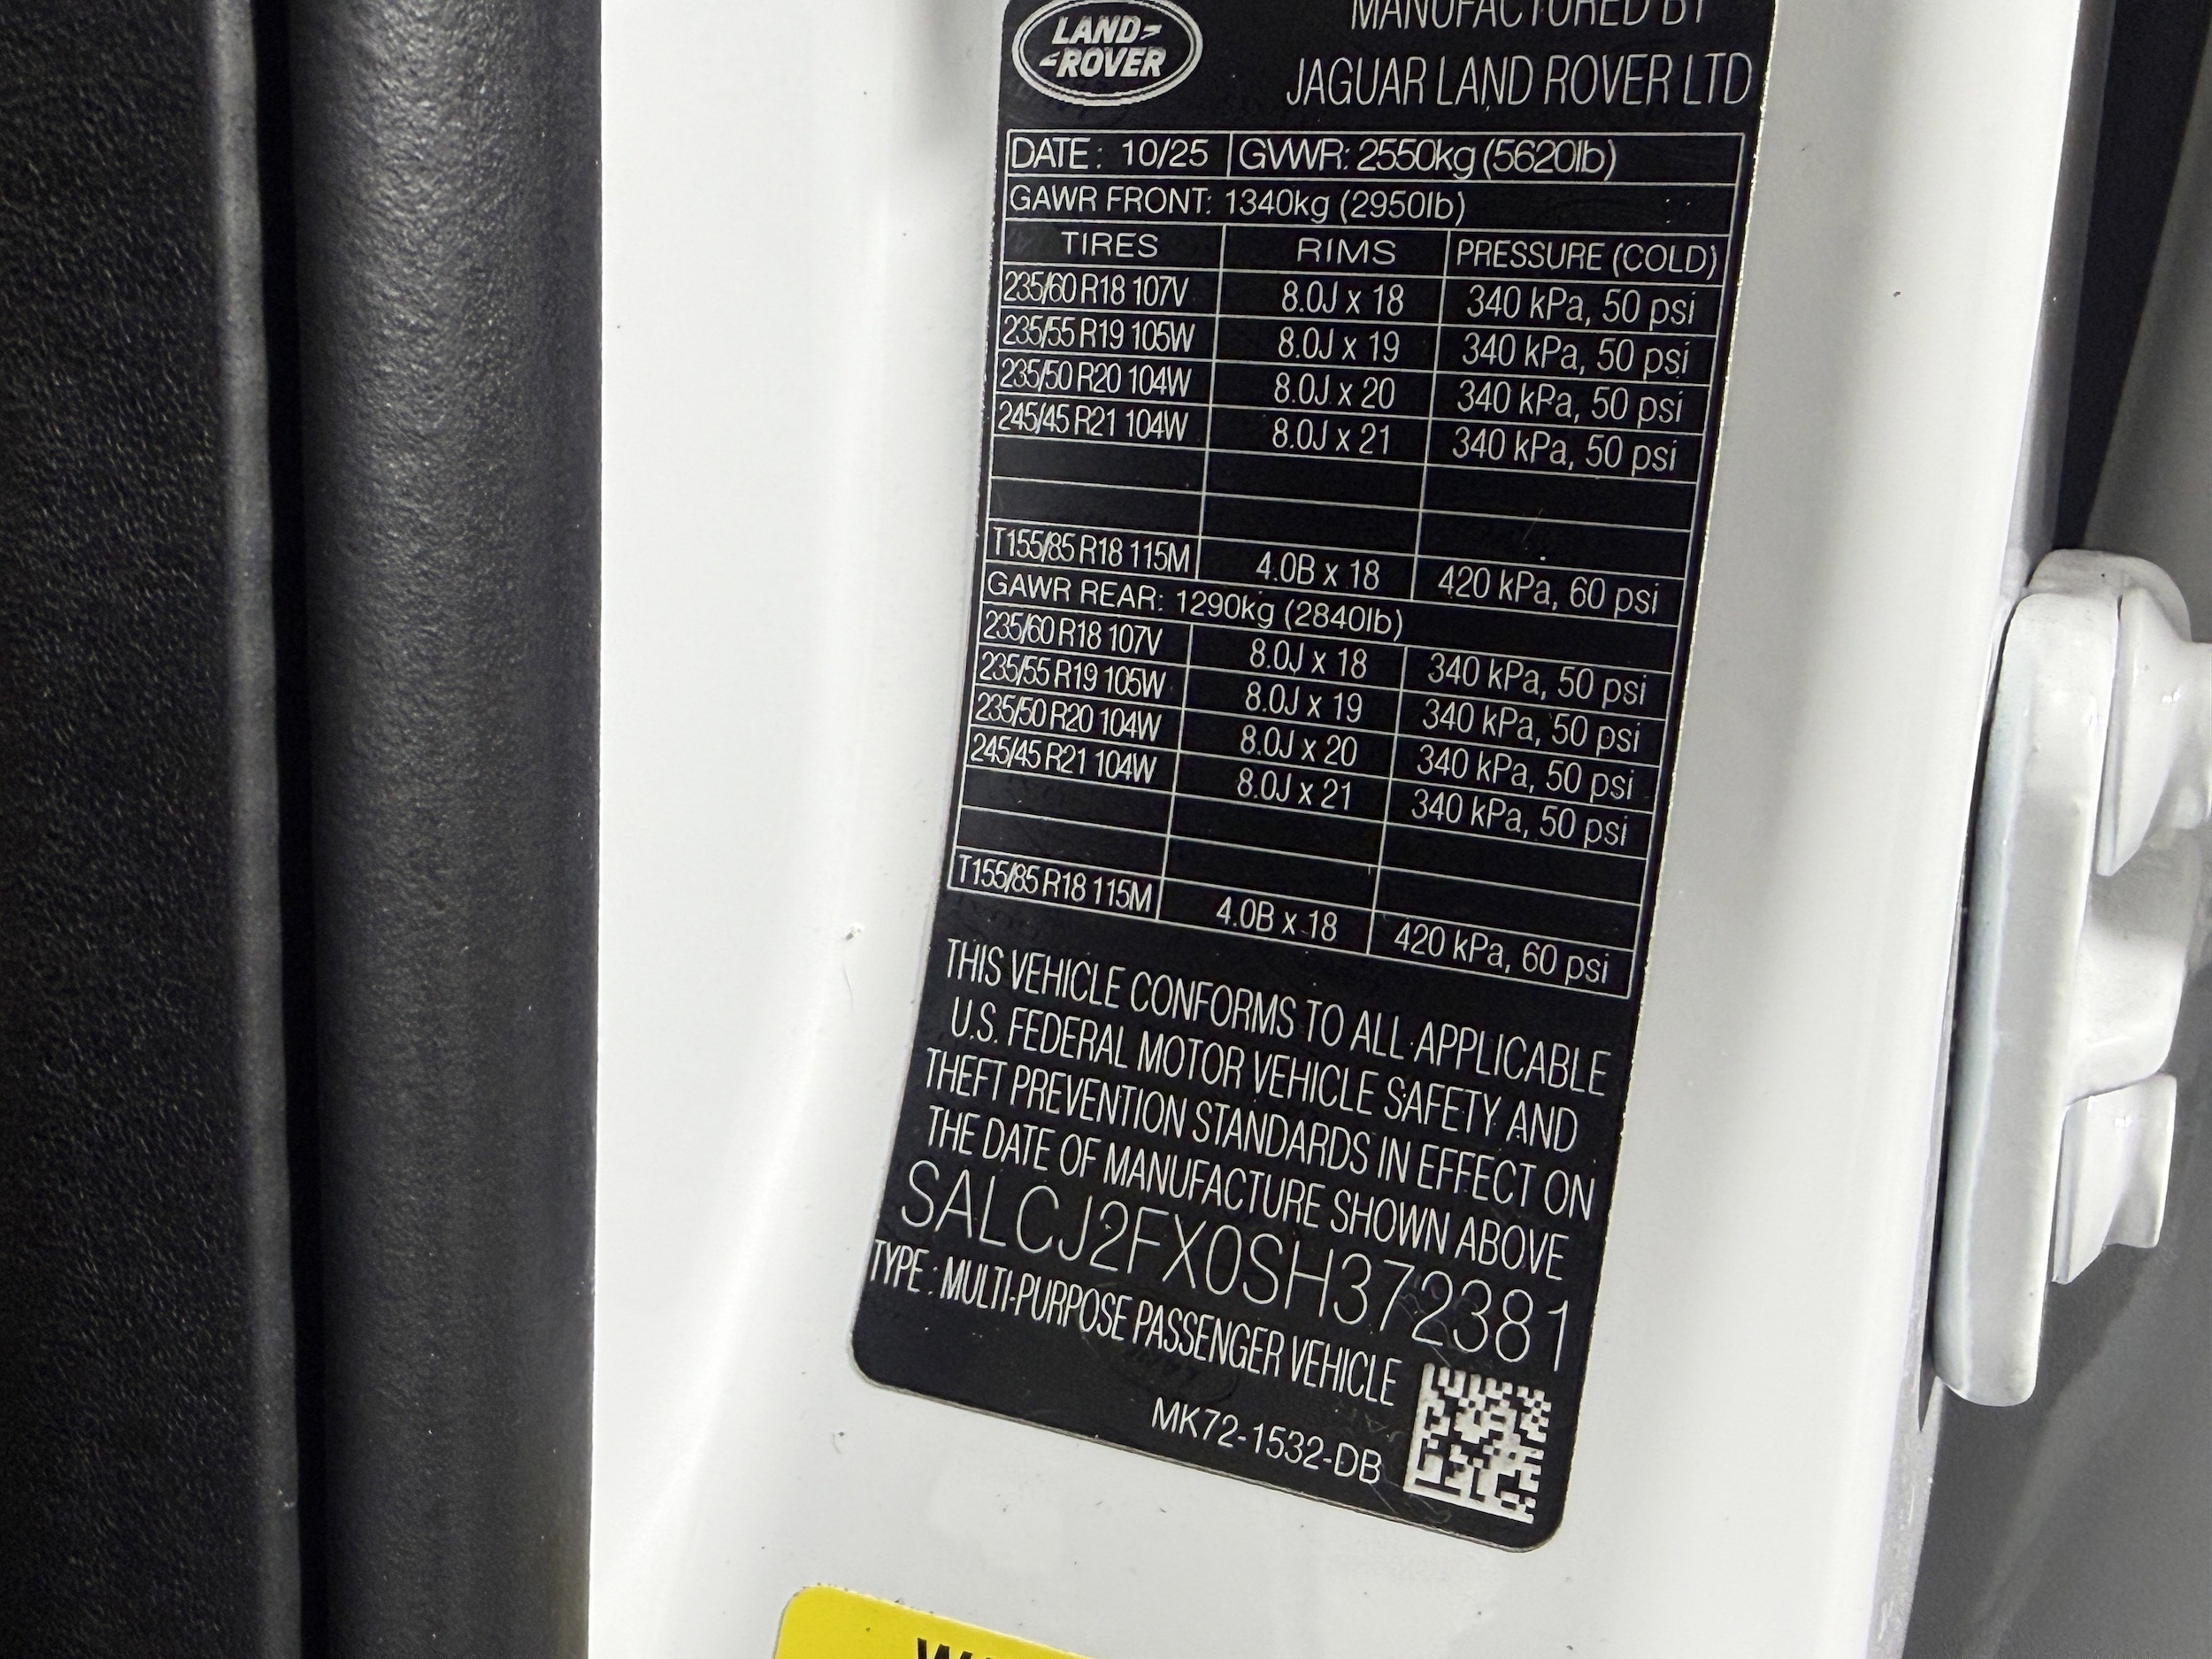 LAND-
-ROVER
MANUFACTURED BY
JAGUAR LAND ROVER LTD
DATE: 10/25 GVWR: 2550kg (5620lb)
GAWR FRONT: 1340kg (2950lb)
TIRES RIMS PRESSURE (COLD)
235/60 R18 107V 8.0J x 18 340 kPa, 50 psi
235/55 R19 105W 8.0J x 19 340 kPa, 50 psi
235/50 R20 104W 8.0J x 20 340 kPa, 50 psi
245/45 R21 104W 8.0J x 21 340 kPa, 50 psi
T155/85 R18 115M 4.0B x 18 420 kPa, 60 psi
GAWR REAR: 1290kg (2840lb)
235/60 R18 107V 8.0J x 18 340 kPa, 50 psi
235/55 R19 105W 8.0J x 19 340 kPa, 50 psi
235/50 R20 104W 8.0J x 20 340 kPa, 50 psi
245/45 R21 104W 8.0J x 21 340 kPa, 50 psi
T155/85 R18 115M 4.0B x 18 420 kPa, 60 psi
THIS VEHICLE CONFORMS TO ALL APPLICABLE
U.S. FEDERAL MOTOR VEHICLE SAFETY AND
THEFT PREVENTION STANDARDS IN EFFECT ON
THE DATE OF MANUFACTURE SHOWN ABOVE
SALCJ2FX0SH372381
TYPE: MULTI-PURPOSE PASSENGER VEHICLE
MK72-1532-DB